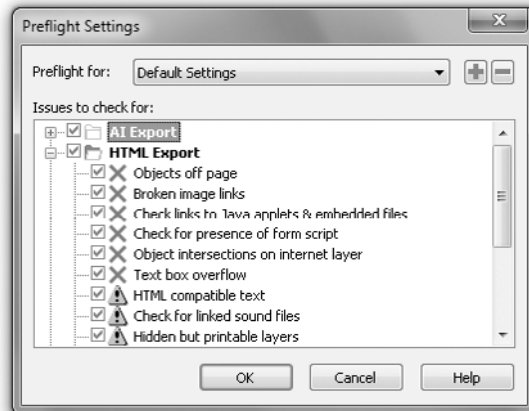 Preflight Settings
Preflight for: Default Settings
Issues to check for:
AI Export
HTML Export
Objects off page
Broken image links
Check links to Java applets & embedded files
Check for presence of form script
Object intersections on internet layer
Text box overflow
HTML compatible text
Check for linked sound files
Hidden but printable layers
OK Cancel Help